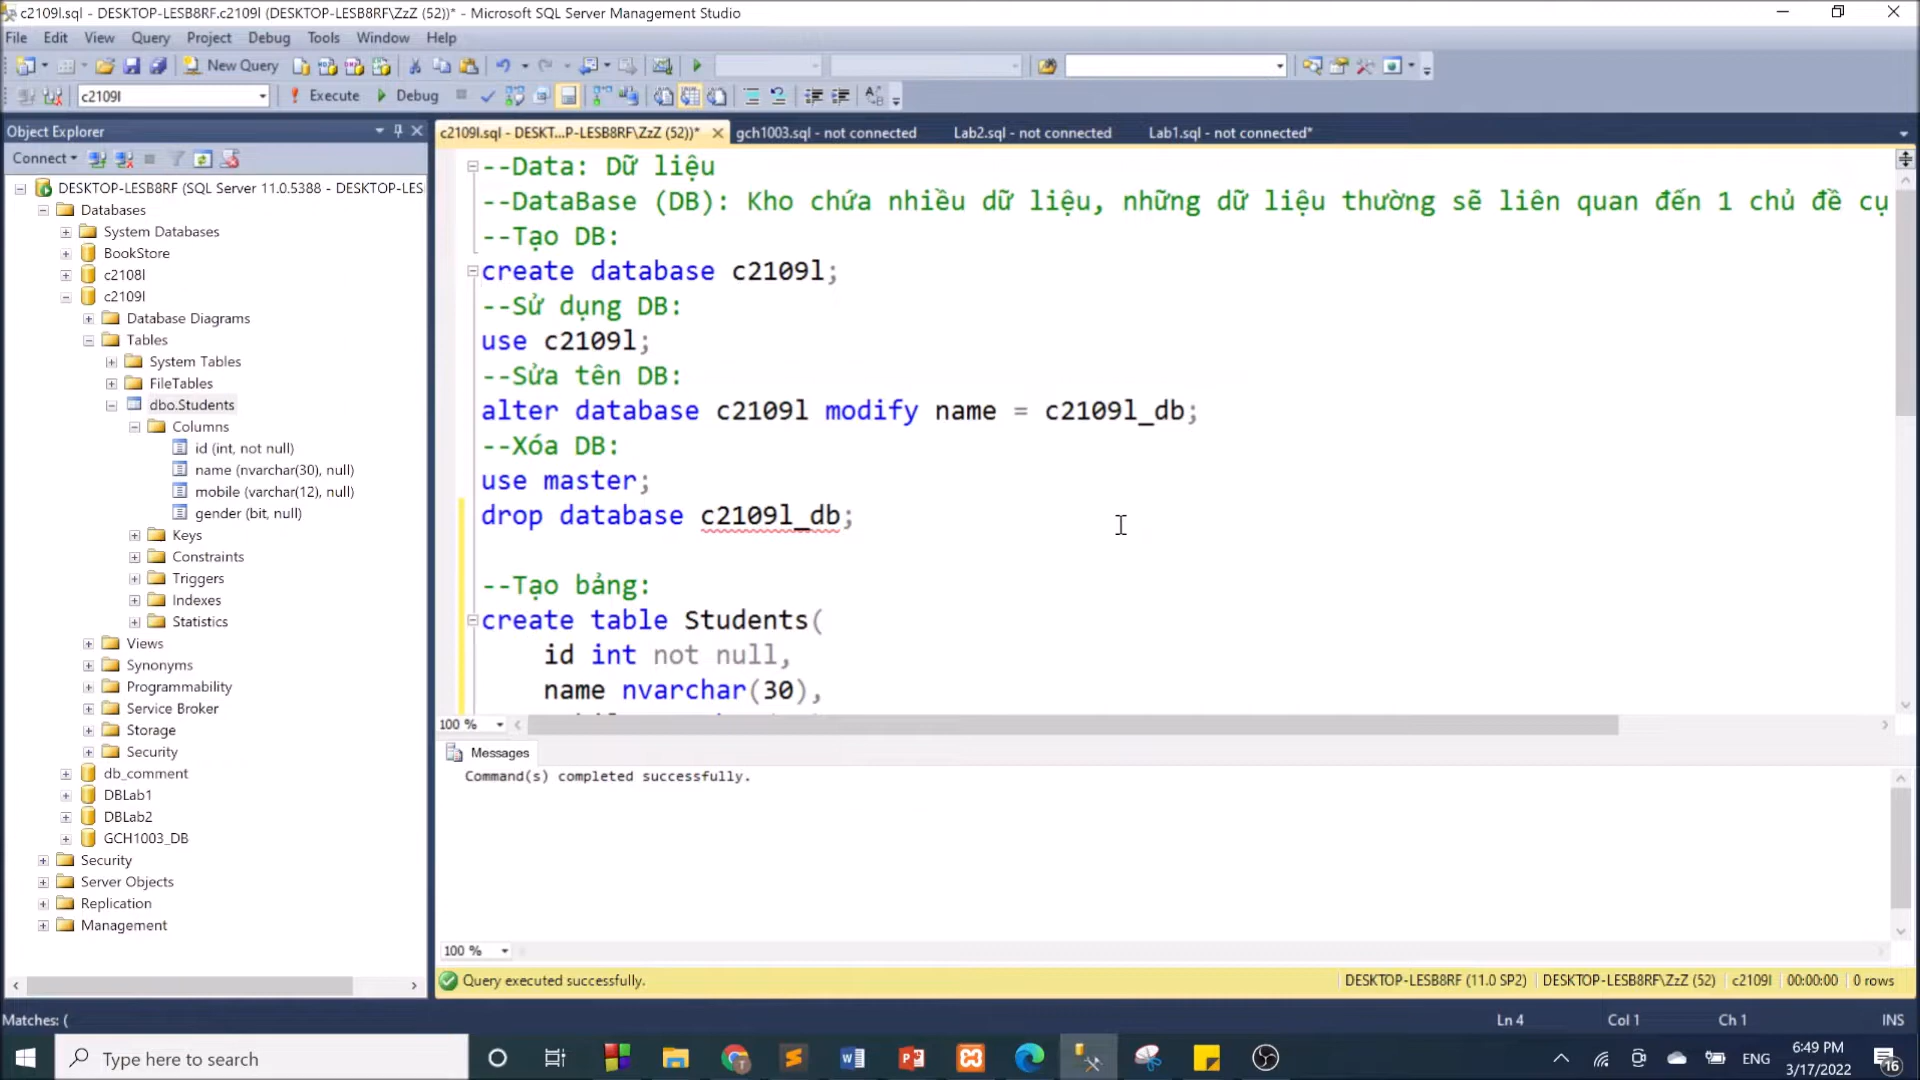 c2109l.sql - DESKTOP-LESB8RF.c2109l (DESKTOP-LESB8RF\ZzZ (52))* - Microsoft SQL Server Management Studio
File Edit View Query Project Debug Tools Window Help
New Query
c2109l Execute Debug
Object Explorer
Connect
DESKTOP-LESB8RF (SQL Server 11.0.5388 - DESKTOP-LES
Databases
System Databases
BookStore
c2108l
c2109l
Database Diagrams
Tables
System Tables
FileTables
dbo.Students
Columns
id (int, not null)
name (nvarchar(30), null)
mobile (varchar(12), null)
gender (bit, null)
Keys
Constraints
Triggers
Indexes
Statistics
Views
Synonyms
Programmability
Service Broker
Storage
Security
db_comment
DBLab1
DBLab2
GCH1003_DB
Security
Server Objects
Replication
Management
c2109l.sql - DESKT...P-LESB8RF\ZzZ (52))* gch1003.sql - not connected Lab2.sql - not connected Lab1.sql - not connected*
--Data: Dữ liệu
--DataBase (DB): Kho chứa nhiều dữ liệu, những dữ liệu thường sẽ liên quan đến 1 chủ đề cụ
--Tạo DB:
create database c2109l;
--Sử dụng DB:
use c2109l;
--Sửa tên DB:
alter database c2109l modify name = c2109l_db;
--Xóa DB:
use master;
drop database c2109l_db;
--Tạo bảng:
create table Students(
id int not null,
name nvarchar(30),
100 %
Messages
Command(s) completed successfully.
100 %
Query executed successfully. DESKTOP-LESB8RF (11.0 SP2) DESKTOP-LESB8RF\ZzZ (52) c2109l 00:00:00 0 rows
Matches: ( Ln 4 Col 1 Ch 1 INS
Type here to search
ENG
6:49 PM
3/17/2022
16